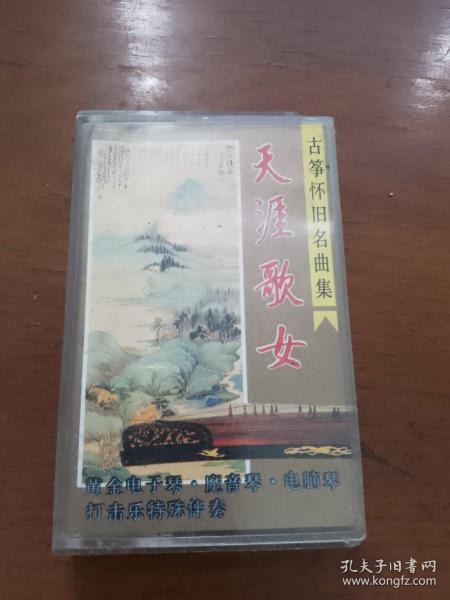 古筝怀旧名曲集
天涯歌女
黄金电子琴·魔音琴·电脑琴
打击乐特殊伴奏
孔夫子旧书网
www.kongfz.com